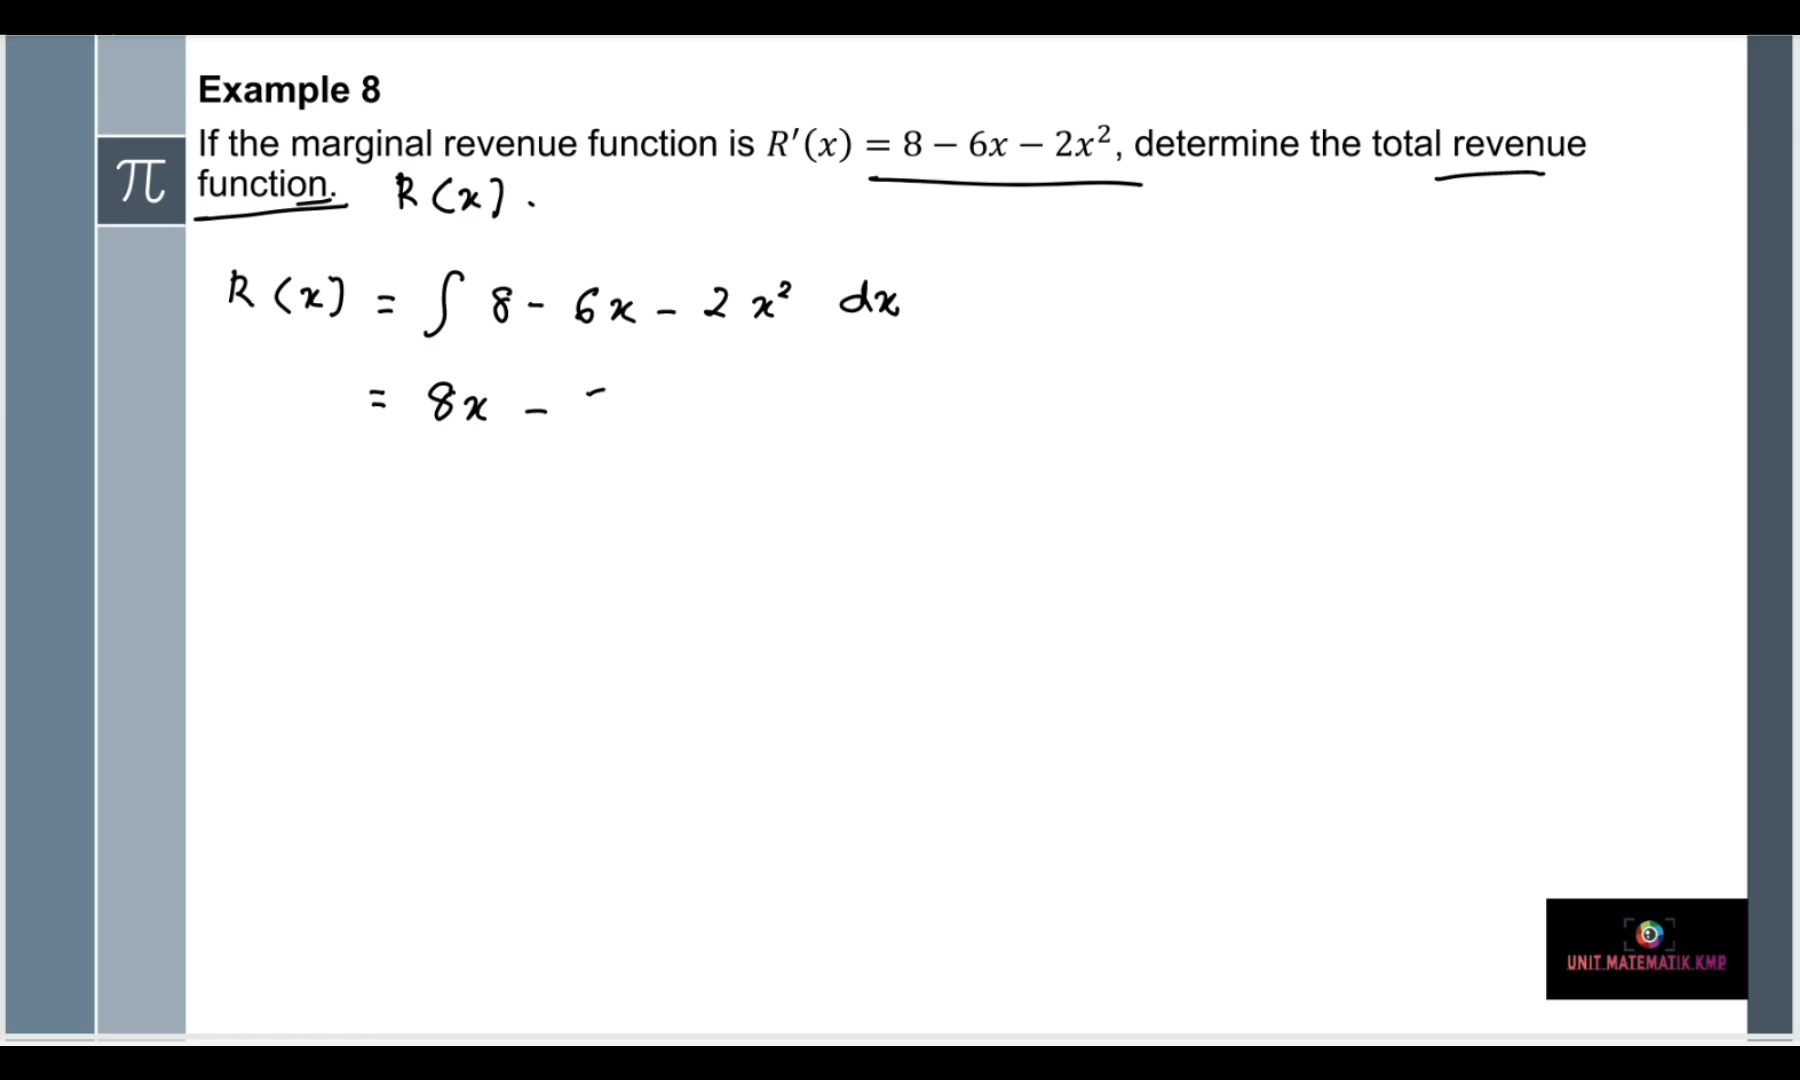 Example 8
If the marginal revenue function is R′(x) = 8 − 6x − 2x², determine the total revenue
π
function. R(x).
R(x) = ∫ 8 - 6x - 2x² dx
= 8x -
UNIT MATEMATIK KMP